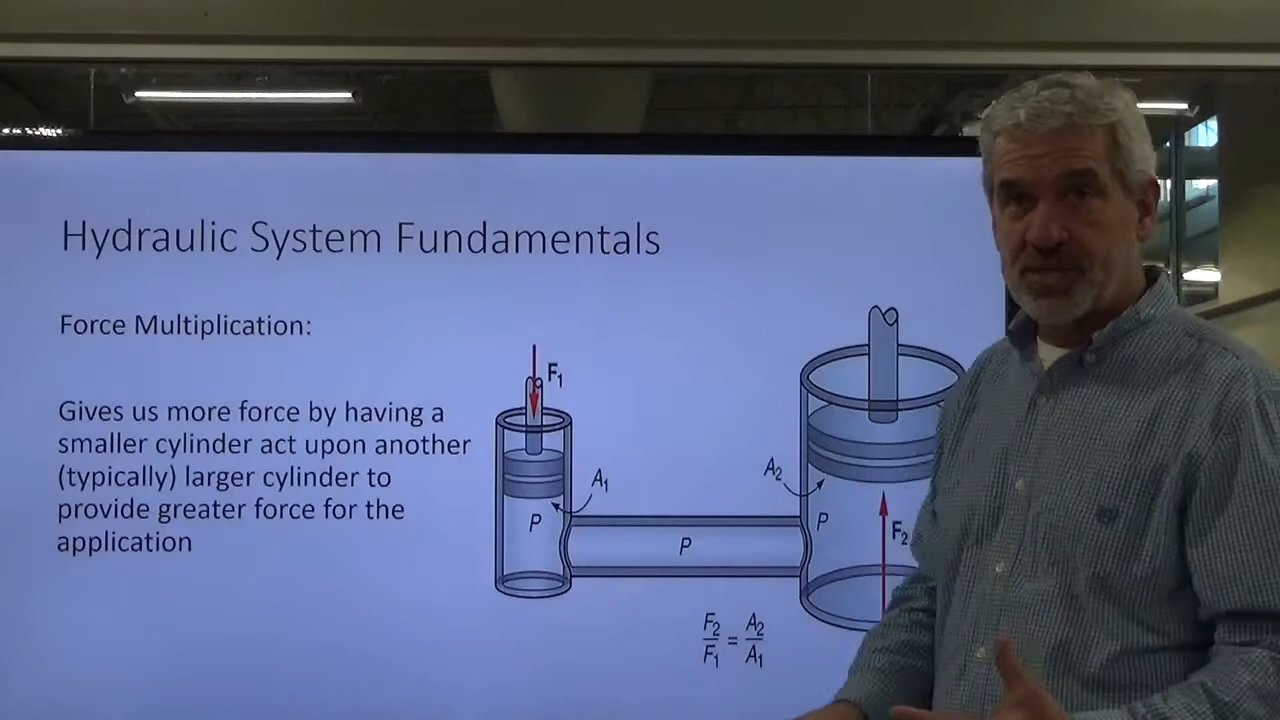 Hydraulic System Fundamentals
Force Multiplication:
Gives us more force by having a
smaller cylinder act upon another
(typically) larger cylinder to
provide greater force for the
application
F₁
A₁
P
P
A₂
P
F₂
F₂/F₁ = A₂/A₁